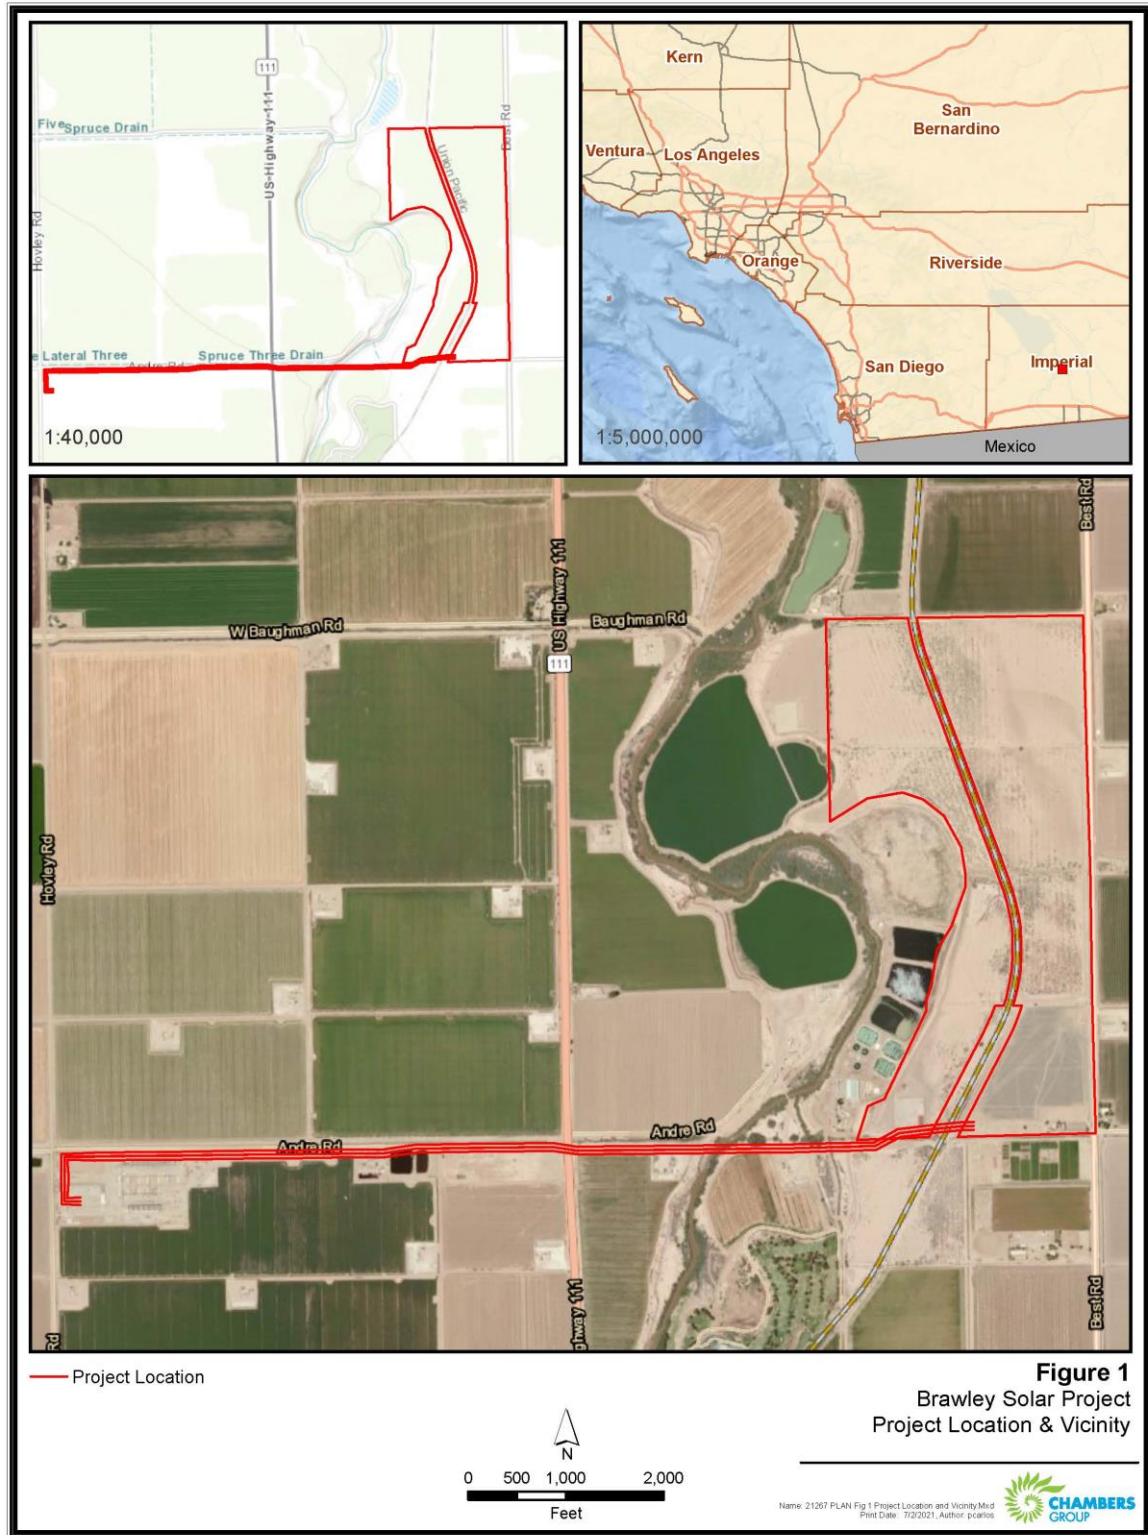 111
Five Spruce Drain
US-Highway-111
Union Pacific
Best Rd
Hovley Rd
e Lateral Three
Andre Rd
Spruce Three Drain
1:40,000
Kern
San
Bernardino
Ventura
Los Angeles
Orange
Riverside
San Diego
Imperial
1:5,000,000
Mexico
Best Rd
US Highway 111
W Baughman Rd
Baughman Rd
111
Hovley Rd
Andre Rd
Andre Rd
ghway 111
Best Rd
Rd
Project Location
Figure 1
Brawley Solar Project
Project Location & Vicinity
N
0 500 1,000 2,000
Feet
Name: 21267 PLAN Fig 1 Project Location and Vicinity.Mxd
Print Date: 7/2/2021, Author: pcarlos
CHAMBERS
GROUP